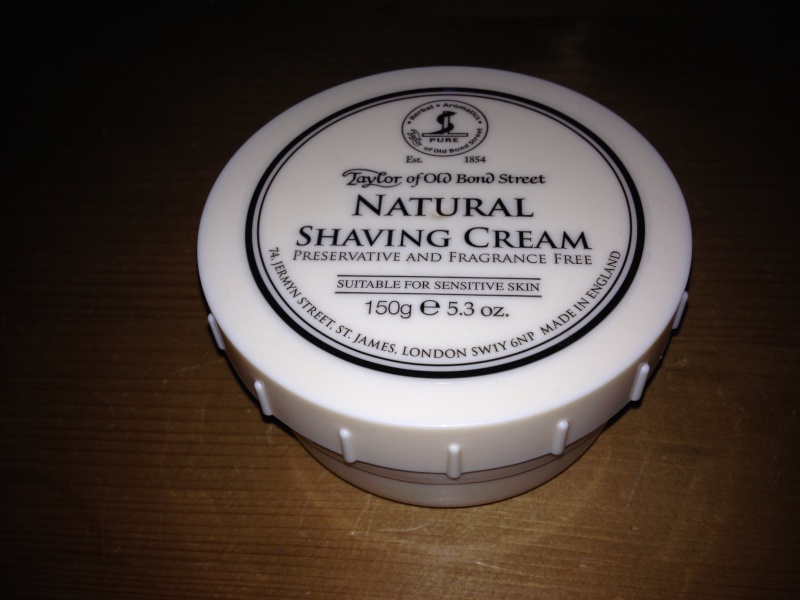 Herbal • Aromatics
PURE
Taylor of Old Bond Street
Est. 1854
Taylor of Old Bond Street
NATURAL
SHAVING CREAM
PRESERVATIVE AND FRAGRANCE FREE
SUITABLE FOR SENSITIVE SKIN
150g ℮ 5.3 oz.
74, JERMYN STREET, ST. JAMES, LONDON SW1Y 6NP MADE IN ENGLAND